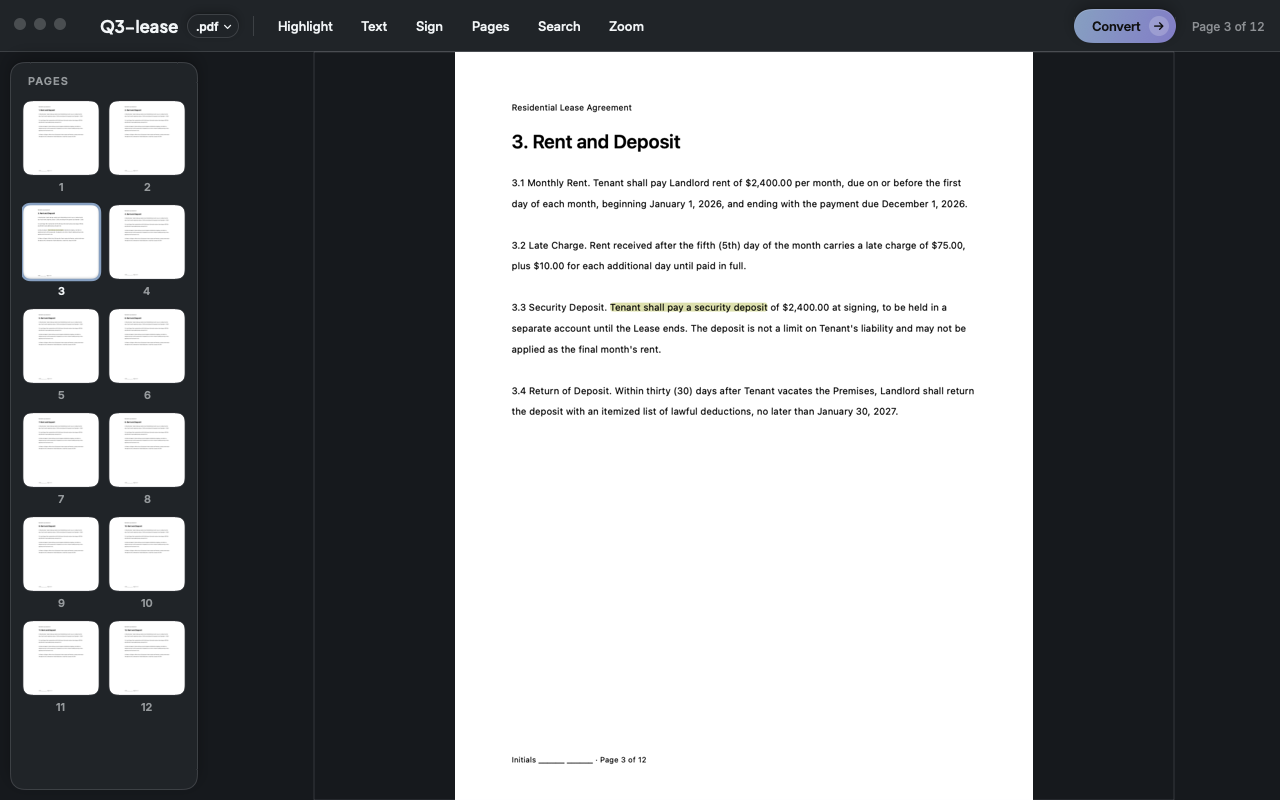 Q3-lease .pdf Highlight Text Sign Pages Search Zoom Convert Page 3 of 12
PAGES
1 2
3 4
5 6
7 8
9 10
11 12
Residential Lease Agreement
3. Rent and Deposit
3.1 Monthly Rent. Tenant shall pay Landlord rent of $2,400.00 per month, due on or before the first
day of each month, beginning January 1, 2026, and ending with the payment due December 1, 2026.
3.2 Late Charge. Rent received after the fifth (5th) day of the month carries a late charge of $75.00,
plus $10.00 for each additional day until paid in full.
3.3 Security Deposit. Tenant shall pay a security deposit of $2,400.00 at signing, to be held in a
separate account until the Lease ends. The deposit is not a limit on Tenant's liability and may not be
applied as the final month's rent.
3.4 Return of Deposit. Within thirty (30) days after Tenant vacates the Premises, Landlord shall return
the deposit with an itemized list of lawful deductions, no later than January 30, 2027.
Initials ______ ______ · Page 3 of 12